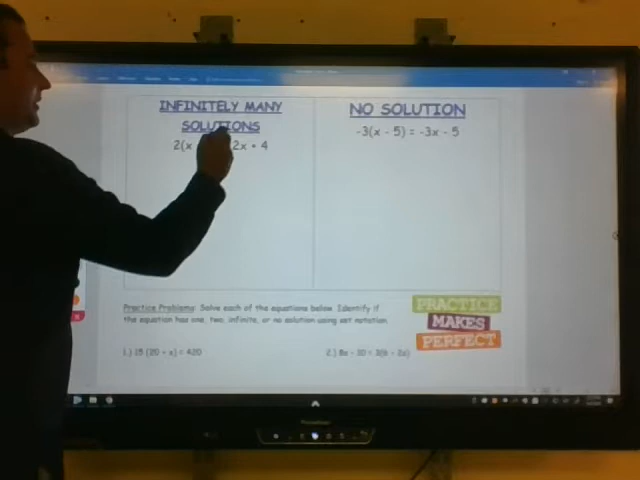 INFINITELY MANY
SOLUTIONS
2(x 2x + 4
NO SOLUTION
-3(x - 5) = -3x - 5
Practice Problems: Solve each of the equations below. Identify if
the equation has one, two, infinite, or no solution using set notation.
PRACTICE
MAKES
PERFECT
1.) 15 (20 + x) = 420
2.) 8x - 10 = 3(6 - 2x)